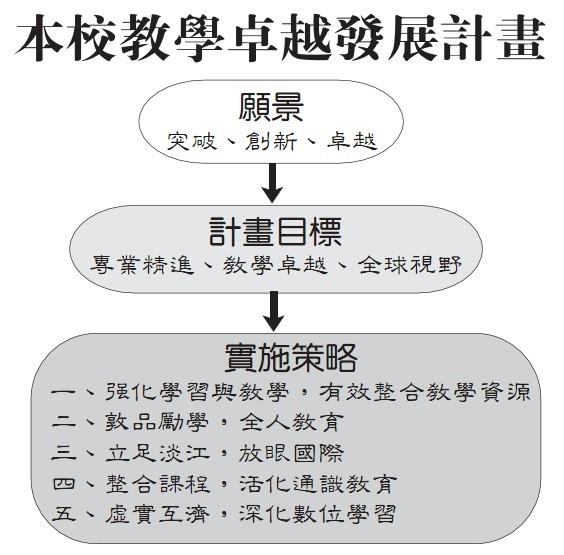 本校教學卓越發展計畫
願景
突破、創新、卓越
計畫目標
專業精進、教學卓越、全球視野
實施策略
一、强化學習與教學，有效整合教學資源
二、敦品勵學，全人教育
三、立足淡江，放眼國際
四、整合課程，活化通識教育
五、虛實互濟，深化數位學習